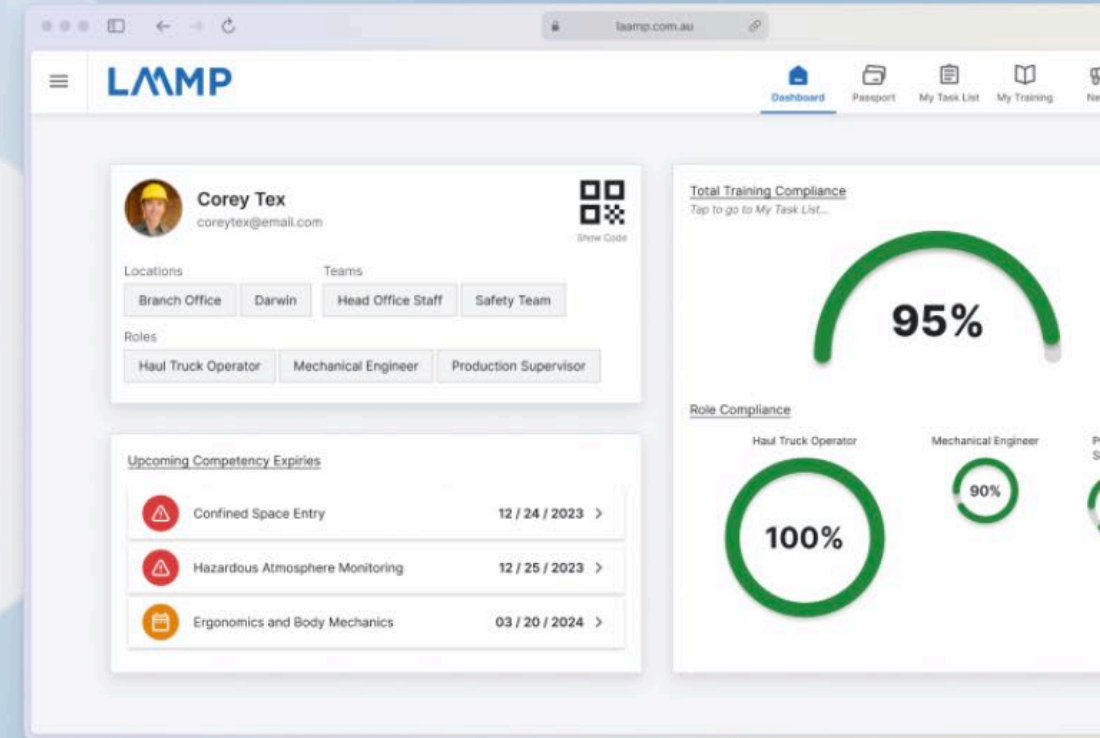 laamp.com.au
LAAMP
Dashboard
Passport
My Task List
My Training
Corey Tex
coreytex@email.com
Show Code
Locations
Teams
Branch Office
Darwin
Head Office Staff
Safety Team
Roles
Haul Truck Operator
Mechanical Engineer
Production Supervisor
Upcoming Competency Expiries
Confined Space Entry
12 / 24 / 2023
Hazardous Atmosphere Monitoring
12 / 25 / 2023
Ergonomics and Body Mechanics
03 / 20 / 2024
Total Training Compliance
Tap to go to My Task List...
95%
Role Compliance
Haul Truck Operator
100%
Mechanical Engineer
90%